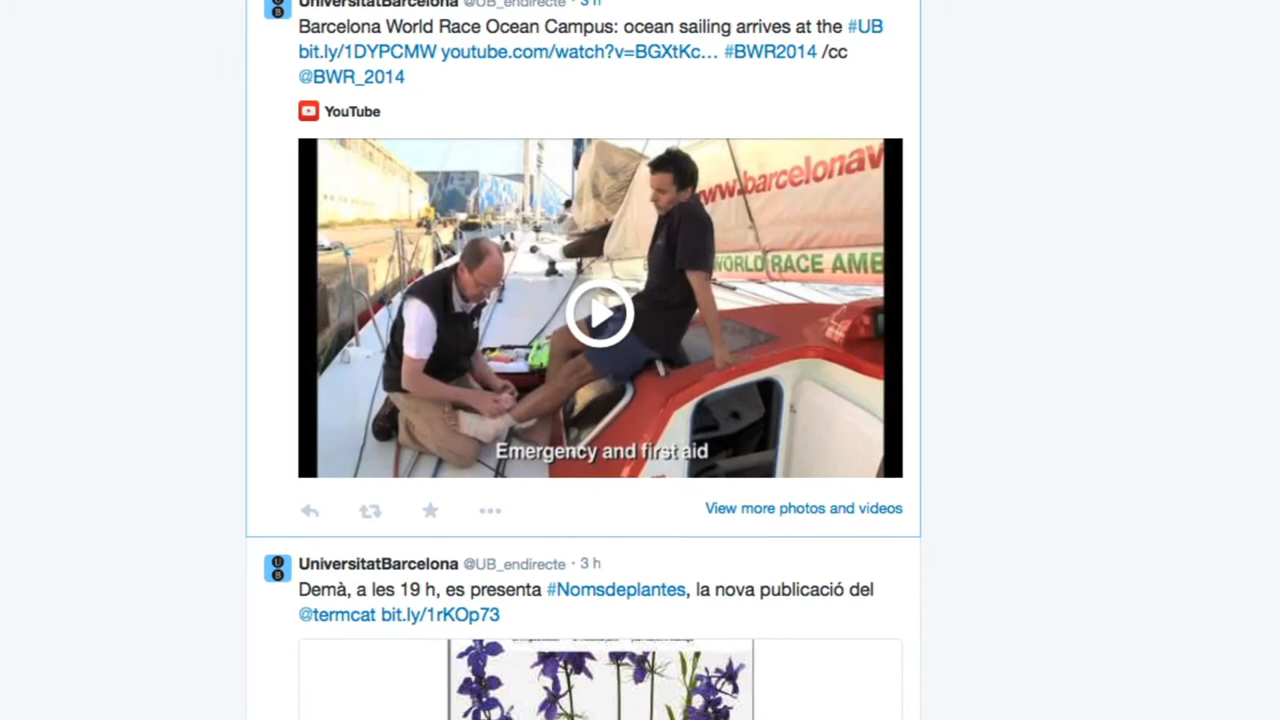 UniversitatBarcelona @UB_endirecte · 3 h
Barcelona World Race Ocean Campus: ocean sailing arrives at the #UB
bit.ly/1DYPCMW youtube.com/watch?v=BGXtKc… #BWR2014 /cc
@BWR_2014
YouTube
www.barcelonav
WORLD RACE AME
Emergency and first aid
View more photos and videos
UniversitatBarcelona @UB_endirecte · 3 h
Demà, a les 19 h, es presenta #Nomsdeplantes, la nova publicació del
@termcat bit.ly/1rKOp73